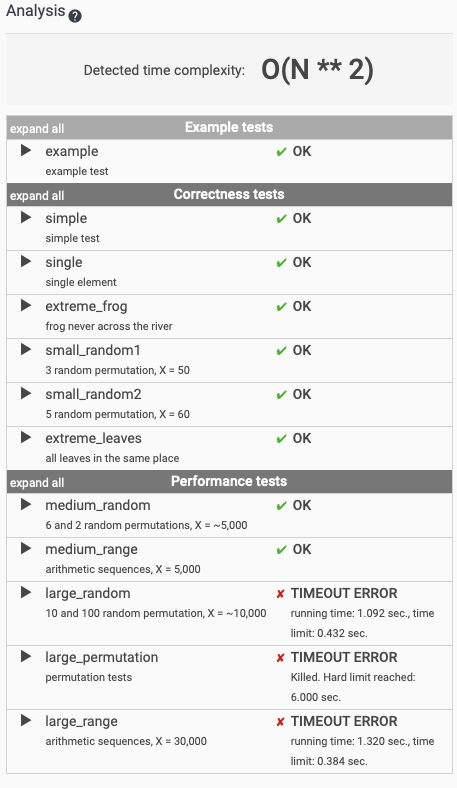 Analysis ?
Detected time complexity: O(N ** 2)
expand all Example tests
example ✔ OK
example test
expand all Correctness tests
simple ✔ OK
simple test
single ✔ OK
single element
extreme_frog ✔ OK
frog never across the river
small_random1 ✔ OK
3 random permutation, X = 50
small_random2 ✔ OK
5 random permutation, X = 60
extreme_leaves ✔ OK
all leaves in the same place
expand all Performance tests
medium_random ✔ OK
6 and 2 random permutations, X = ~5,000
medium_range ✔ OK
arithmetic sequences, X = 5,000
large_random ✘ TIMEOUT ERROR
10 and 100 random permutation, X = ~10,000 running time: 1.092 sec., time
limit: 0.432 sec.
large_permutation ✘ TIMEOUT ERROR
permutation tests Killed. Hard limit reached:
6.000 sec.
large_range ✘ TIMEOUT ERROR
arithmetic sequences, X = 30,000 running time: 1.320 sec., time
limit: 0.384 sec.